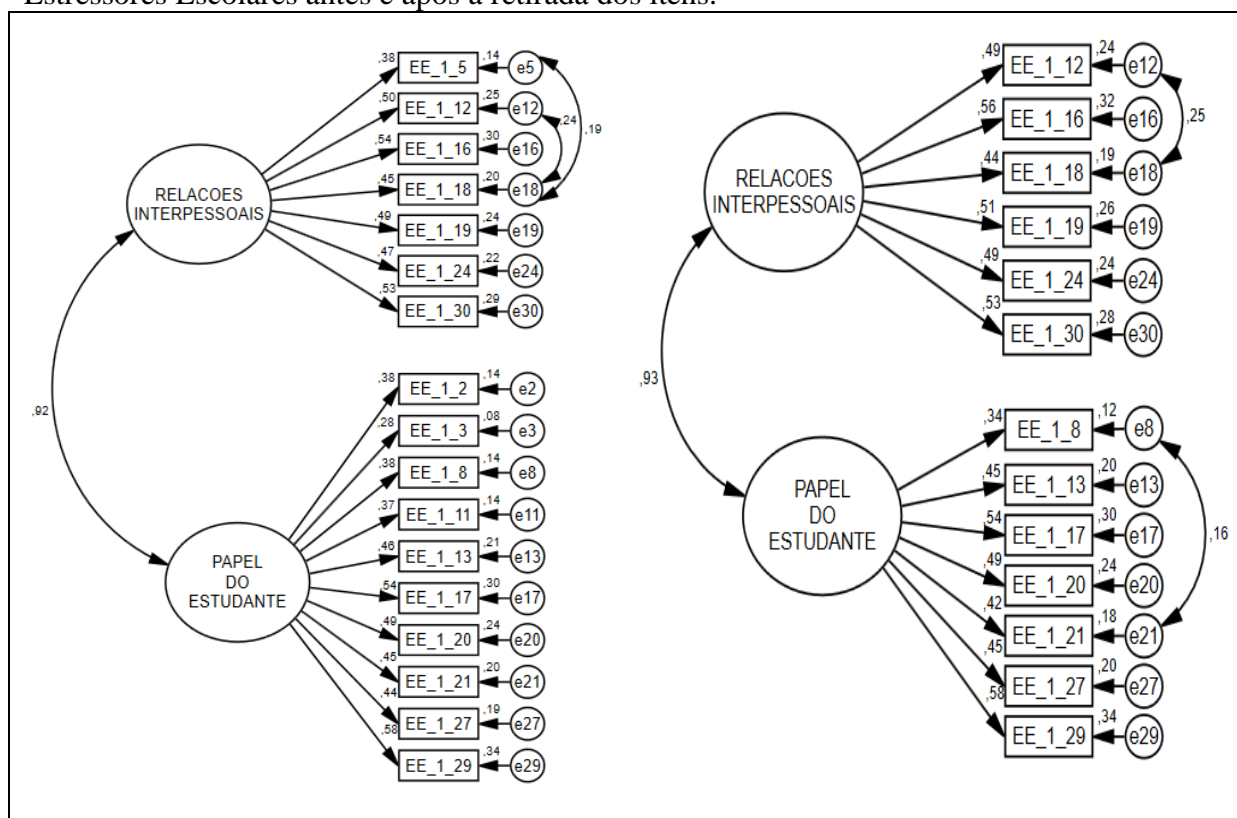 Estressores Escolares antes e após a retirada dos itens.
,38
EE_1_5
,14
e5
,50
EE_1_12
,25
e12
,54
EE_1_16
,30
e16
,45
EE_1_18
,20
e18
,49
EE_1_19
,24
e19
,47
EE_1_24
,22
e24
,53
EE_1_30
,29
e30
,24
,19
RELACOES
INTERPESSOAIS
,92
,38
EE_1_2
,14
e2
,28
EE_1_3
,08
e3
,38
EE_1_8
,14
e8
,37
EE_1_11
,14
e11
,46
EE_1_13
,21
e13
,54
EE_1_17
,30
e17
,49
EE_1_20
,24
e20
,45
EE_1_21
,20
e21
,44
EE_1_27
,19
e27
,58
EE_1_29
,34
e29
PAPEL
DO
ESTUDANTE
,49
EE_1_12
,24
e12
,56
EE_1_16
,32
e16
,44
EE_1_18
,19
e18
,51
EE_1_19
,26
e19
,49
EE_1_24
,24
e24
,53
EE_1_30
,28
e30
,25
RELACOES
INTERPESSOAIS
,93
,34
EE_1_8
,12
e8
,45
EE_1_13
,20
e13
,54
EE_1_17
,30
e17
,49
EE_1_20
,24
e20
,42
EE_1_21
,18
e21
,45
EE_1_27
,20
e27
,58
EE_1_29
,34
e29
,16
PAPEL
DO
ESTUDANTE